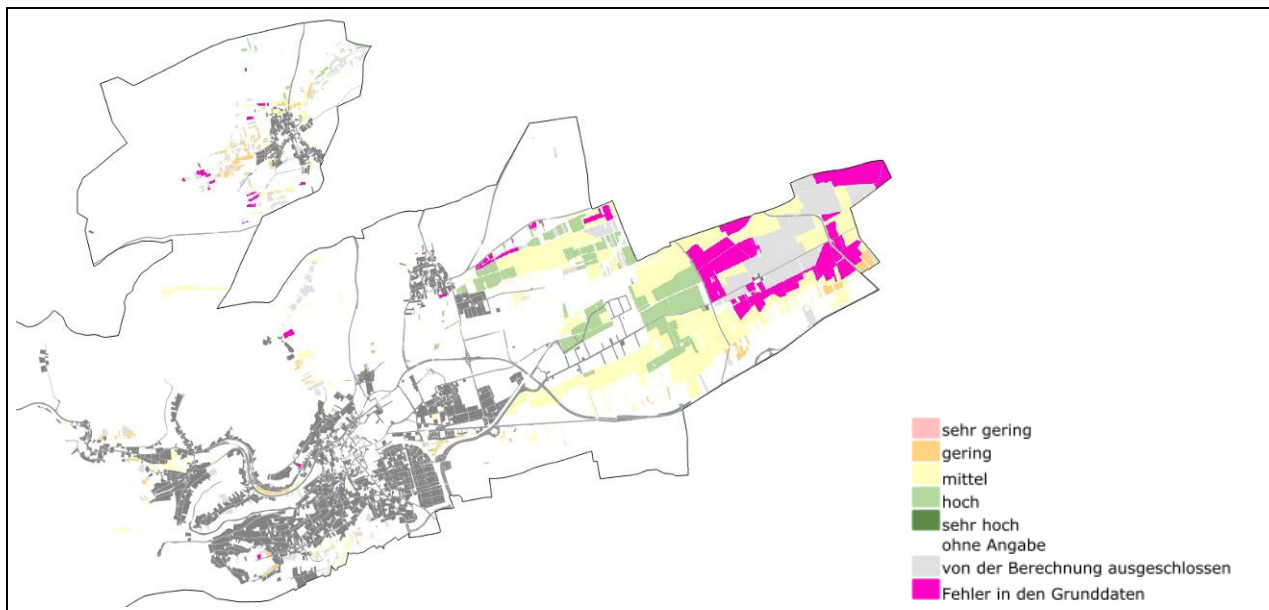 sehr gering
gering
mittel
hoch
sehr hoch
ohne Angabe
von der Berechnung ausgeschlossen
Fehler in den Grunddaten